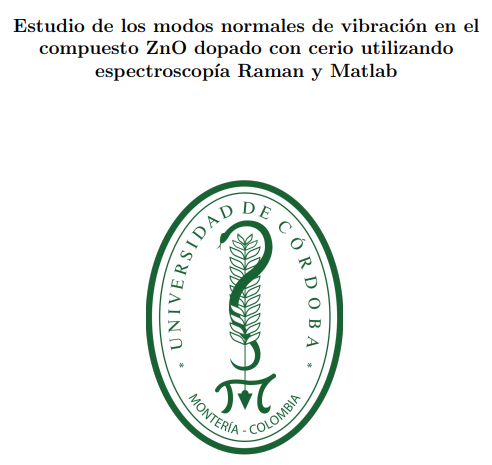 Estudio de los modos normales de vibración en el
compuesto ZnO dopado con cerio utilizando
espectroscopía Raman y Matlab
UNIVERSIDAD DE CÓRDOBA
* MONTERÍA - COLOMBIA *